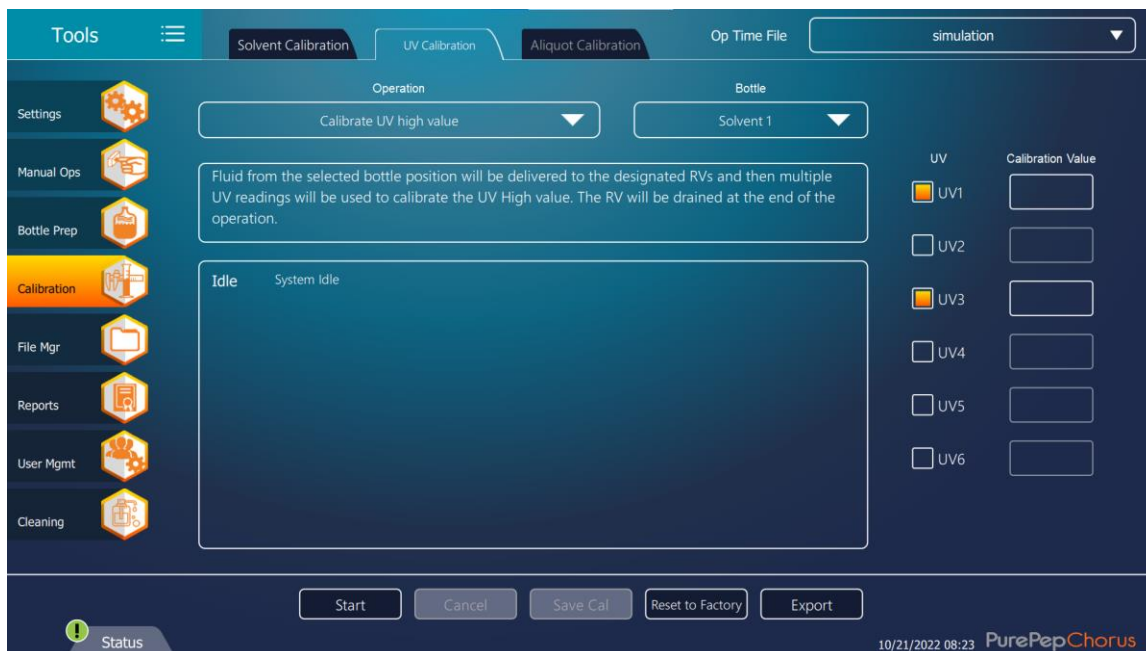 Tools
Solvent Calibration
UV Calibration
Aliquot Calibration
Op Time File
simulation
Settings
Manual Ops
Bottle Prep
Calibration
File Mgr
Reports
User Mgmt
Cleaning
Operation
Bottle
Calibrate UV high value
Solvent 1
Fluid from the selected bottle position will be delivered to the designated RVs and then multiple
UV readings will be used to calibrate the UV High value. The RV will be drained at the end of the
operation.
Idle System Idle
UV Calibration Value
UV1
UV2
UV3
UV4
UV5
UV6
Start
Cancel
Save Cal
Reset to Factory
Export
! Status
10/21/2022 08:23 PurePepChorus